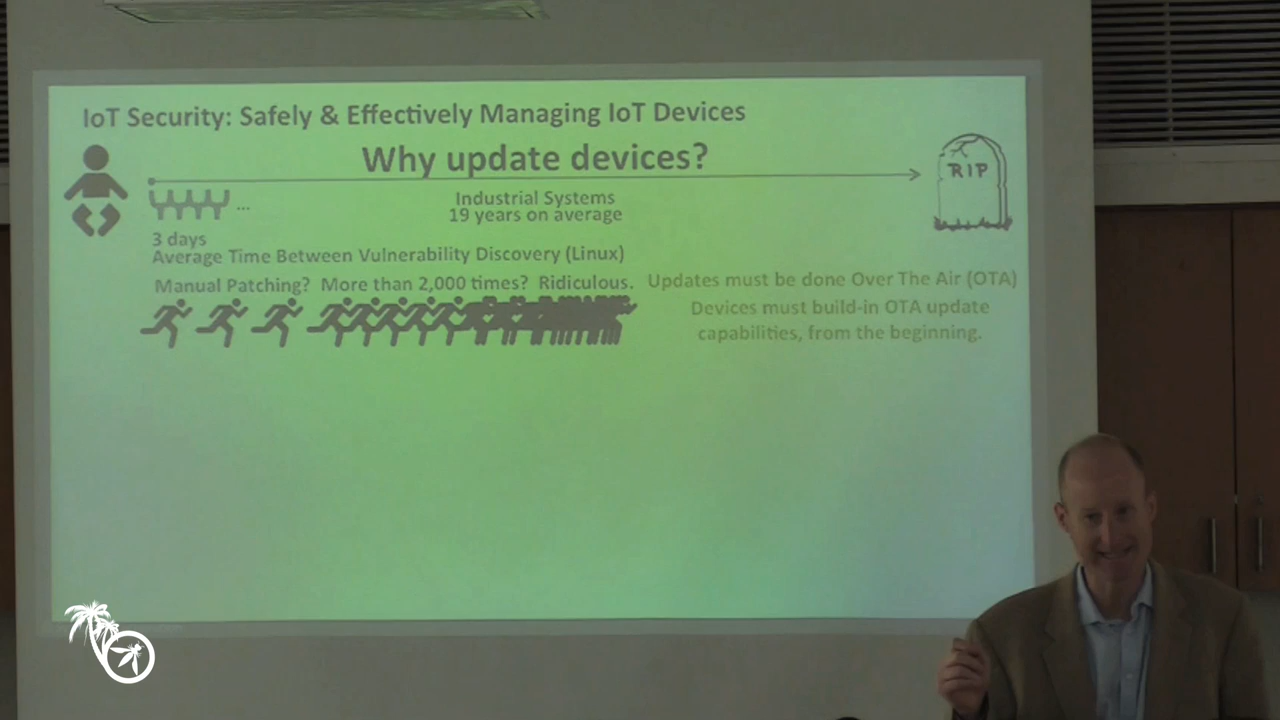 IoT Security: Safely & Effectively Managing IoT Devices
Why update devices?
RIP
...
Industrial Systems
19 years on average
3 days
Average Time Between Vulnerability Discovery (Linux)
Manual Patching? More than 2,000 times? Ridiculous.
Updates must be done Over The Air (OTA)
Devices must build-in OTA update
capabilities, from the beginning.